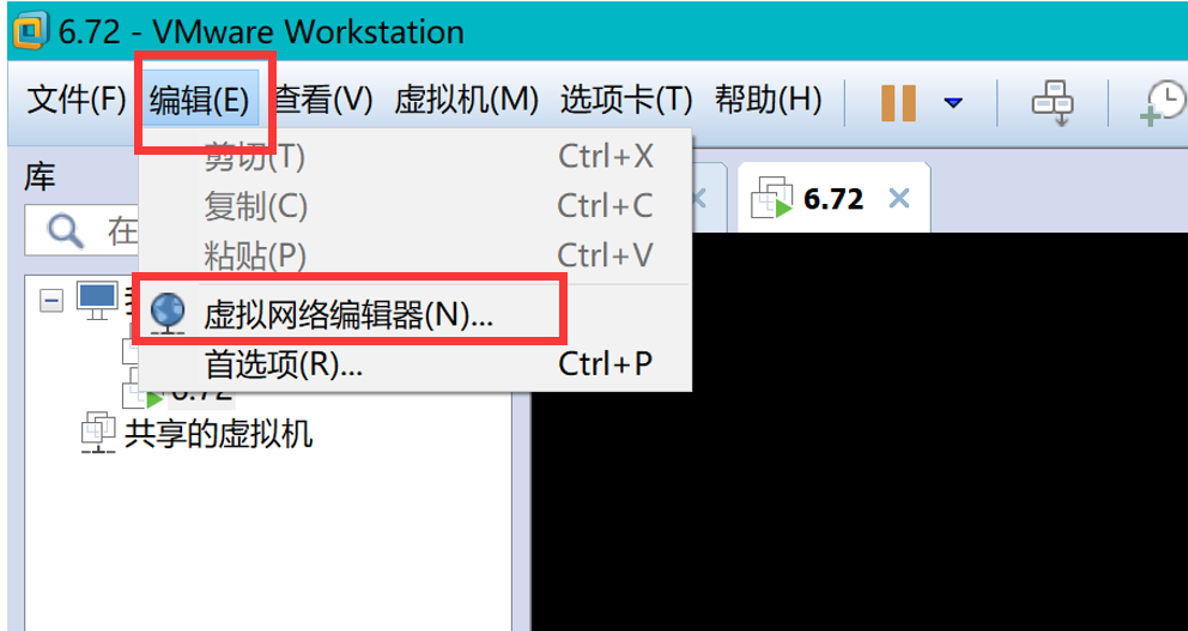 6.72 - VMware Workstation
文件(F) 编辑(E) 查看(V) 虚拟机(M) 选项卡(T) 帮助(H)
剪切(T) Ctrl+X
库
6.72
复制(C) Ctrl+C
在
粘贴(P) Ctrl+V
虚拟网络编辑器(N)...
首选项(R)... Ctrl+P
6.72
共享的虚拟机